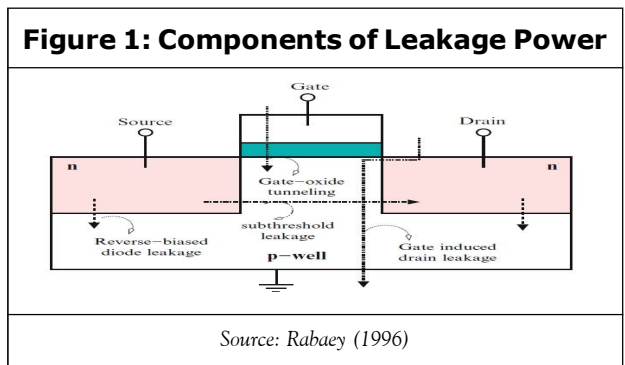 Figure 1: Components of Leakage Power
Gate
Source
Drain
n
n
Gate-oxide
tunneling
subthreshold
leakage
Reverse-biased
diode leakage
Gate induced
drain leakage
p-well
Source: Rabaey (1996)